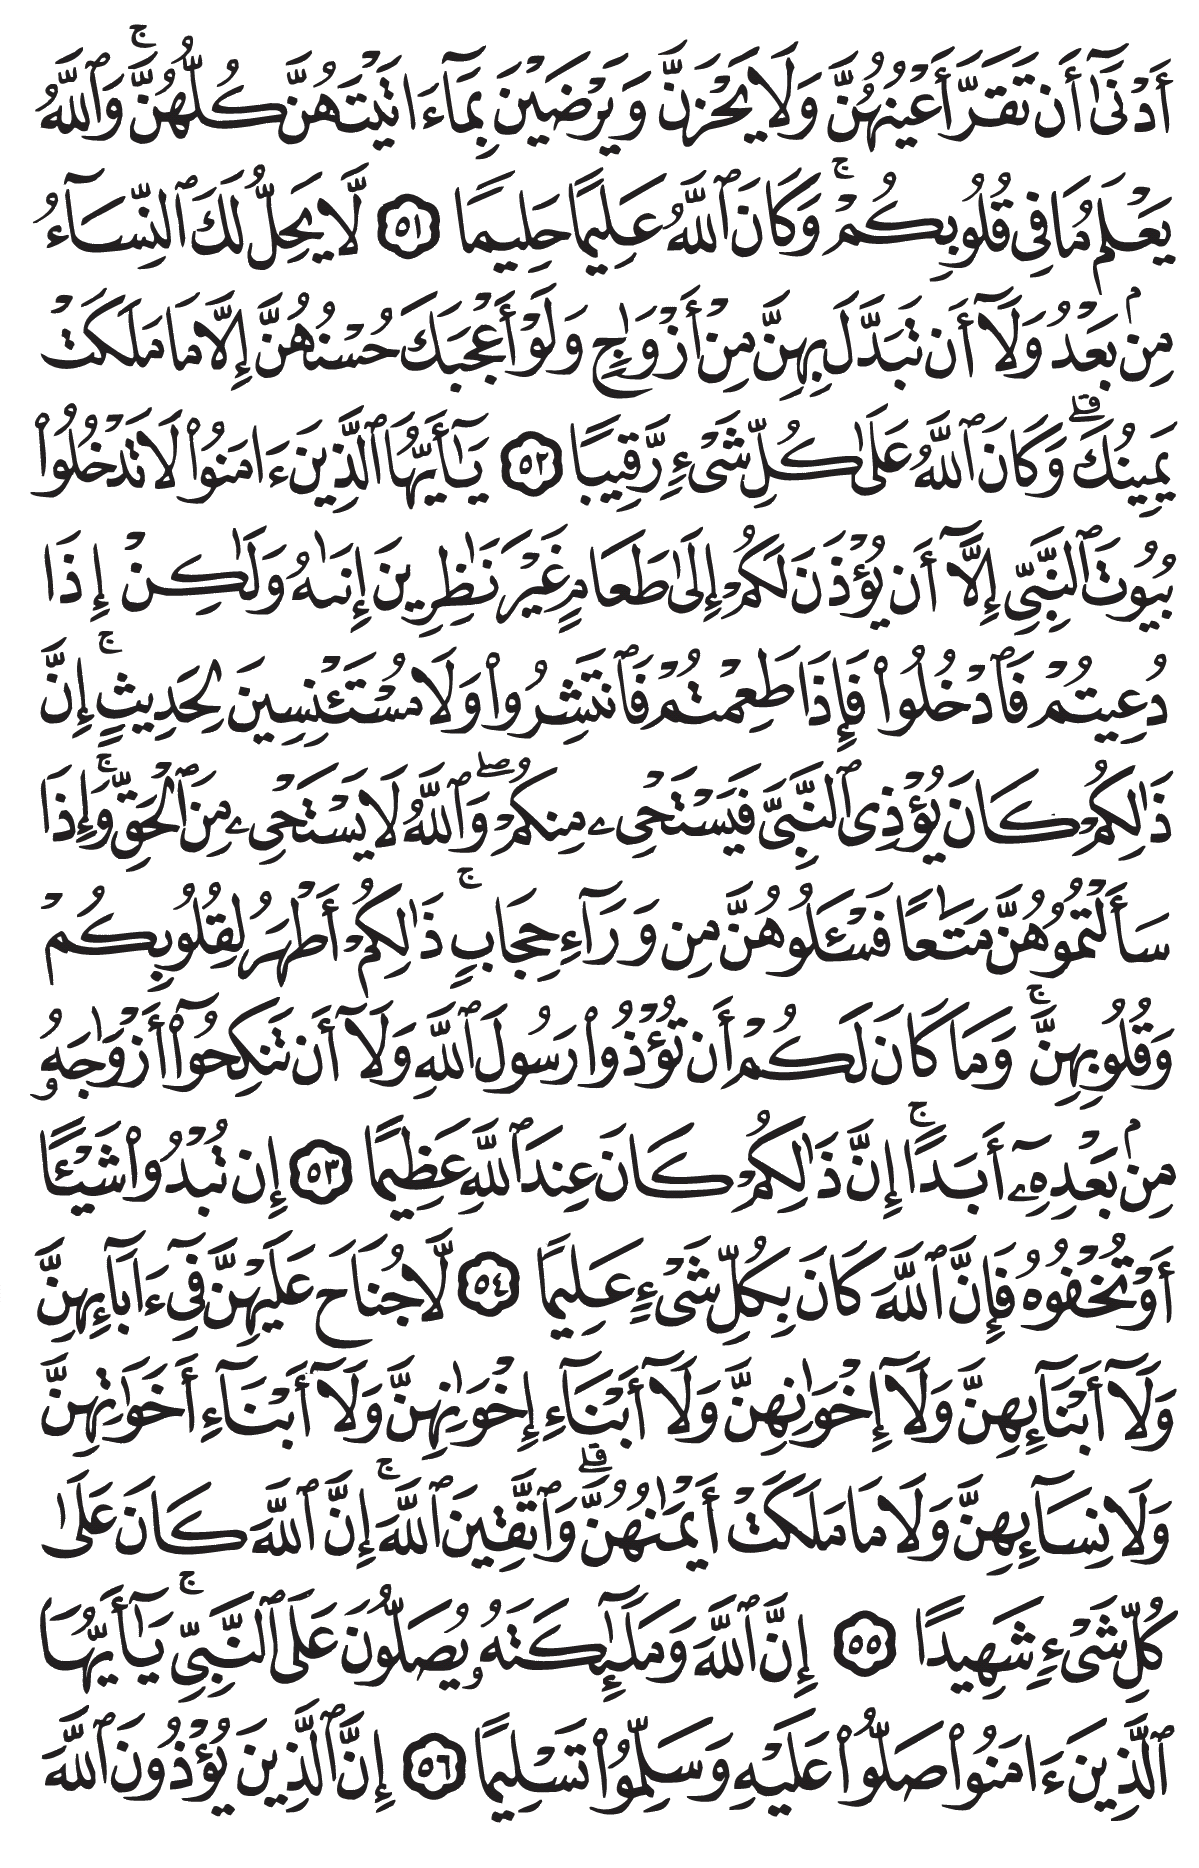 أَدْنَىٰٓ أَن تَقَرَّ أَعْيُنُهُنَّ وَلَا يَحْزَنَّ وَيَرْضَيْنَ بِمَآ ءَاتَيْتَهُنَّ كُلُّهُنَّۚ وَٱللَّهُ
يَعْلَمُ مَا فِى قُلُوبِكُمْۚ وَكَانَ ٱللَّهُ عَلِيمًا حَلِيمًا ٥١ لَّا يَحِلُّ لَكَ ٱلنِّسَآءُ
مِنۢ بَعْدُ وَلَآ أَن تَبَدَّلَ بِهِنَّ مِنْ أَزْوَٰجٍ وَلَوْ أَعْجَبَكَ حُسْنُهُنَّ إِلَّا مَا مَلَكَتْ
يَمِينُكَۗ وَكَانَ ٱللَّهُ عَلَىٰ كُلِّ شَىْءٍ رَّقِيبًا ٥٢ يَـٰٓأَيُّهَا ٱلَّذِينَ ءَامَنُوا۟ لَا تَدْخُلُوا۟
بُيُوتَ ٱلنَّبِىِّ إِلَّآ أَن يُؤْذَنَ لَكُمْ إِلَىٰ طَعَامٍ غَيْرَ نَـٰظِرِينَ إِنَىٰهُ وَلَـٰكِنْ إِذَا
دُعِيتُمْ فَٱدْخُلُوا۟ فَإِذَا طَعِمْتُمْ فَٱنتَشِرُوا۟ وَلَا مُسْتَـْٔنِسِينَ لِحَدِيثٍۚ إِنَّ
ذَٰلِكُمْ كَانَ يُؤْذِى ٱلنَّبِىَّ فَيَسْتَحْىِۦ مِنكُمْۖ وَٱللَّهُ لَا يَسْتَحْىِۦ مِنَ ٱلْحَقِّۚ وَإِذَا
سَأَلْتُمُوهُنَّ مَتَـٰعًا فَسْـَٔلُوهُنَّ مِن وَرَآءِ حِجَابٍۚ ذَٰلِكُمْ أَطْهَرُ لِقُلُوبِكُمْ
وَقُلُوبِهِنَّۚ وَمَا كَانَ لَكُمْ أَن تُؤْذُوا۟ رَسُولَ ٱللَّهِ وَلَآ أَن تَنكِحُوٓا۟ أَزْوَٰجَهُۥ
مِنۢ بَعْدِهِۦٓ أَبَدًاۚ إِنَّ ذَٰلِكُمْ كَانَ عِندَ ٱللَّهِ عَظِيمًا ٥٣ إِن تُبْدُوا۟ شَيْـًٔا
أَوْ تُخْفُوهُ فَإِنَّ ٱللَّهَ كَانَ بِكُلِّ شَىْءٍ عَلِيمًا ٥٤ لَّا جُنَاحَ عَلَيْهِنَّ فِىٓ ءَابَآئِهِنَّ
وَلَآ أَبْنَآئِهِنَّ وَلَآ إِخْوَٰنِهِنَّ وَلَآ أَبْنَآءِ إِخْوَٰنِهِنَّ وَلَآ أَبْنَآءِ أَخَوَٰتِهِنَّ
وَلَا نِسَآئِهِنَّ وَلَا مَا مَلَكَتْ أَيْمَـٰنُهُنَّۗ وَٱتَّقِينَ ٱللَّهَۚ إِنَّ ٱللَّهَ كَانَ عَلَىٰ
كُلِّ شَىْءٍ شَهِيدًا ٥٥ إِنَّ ٱللَّهَ وَمَلَـٰٓئِكَتَهُۥ يُصَلُّونَ عَلَى ٱلنَّبِىِّۚ يَـٰٓأَيُّهَا
ٱلَّذِينَ ءَامَنُوا۟ صَلُّوا۟ عَلَيْهِ وَسَلِّمُوا۟ تَسْلِيمًا ٥٦ إِنَّ ٱلَّذِينَ يُؤْذُونَ ٱللَّهَ